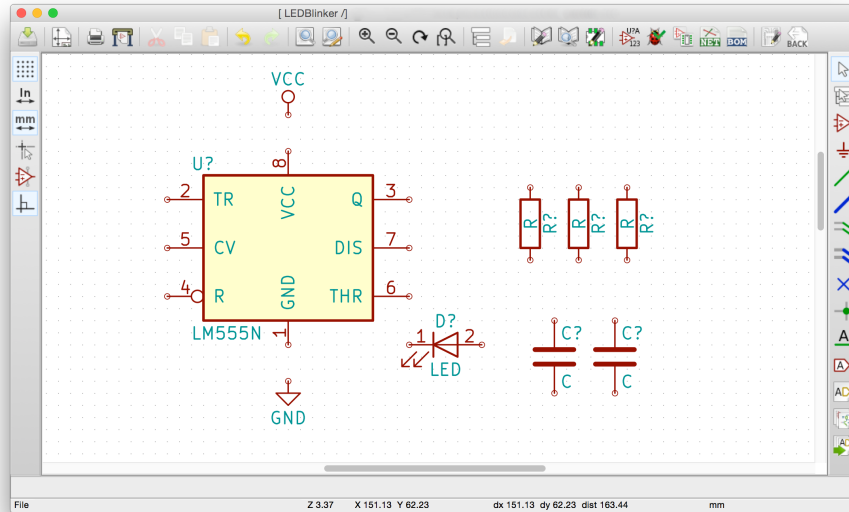 [ LEDBlinker /]
U?A
123
NET
BOM
BACK
In
mm
VCC
U?
8
2
TR
VCC
Q
3
5
CV
DIS
7
4
R
GND
THR
6
LM555N
1
GND
R
R?
R
R?
R
R?
D?
1
2
LED
C?
C
C?
C
A
A
AD
AD
File
Z 3.37
X 151.13 Y 62.23
dx 151.13 dy 62.23 dist 163.44
mm